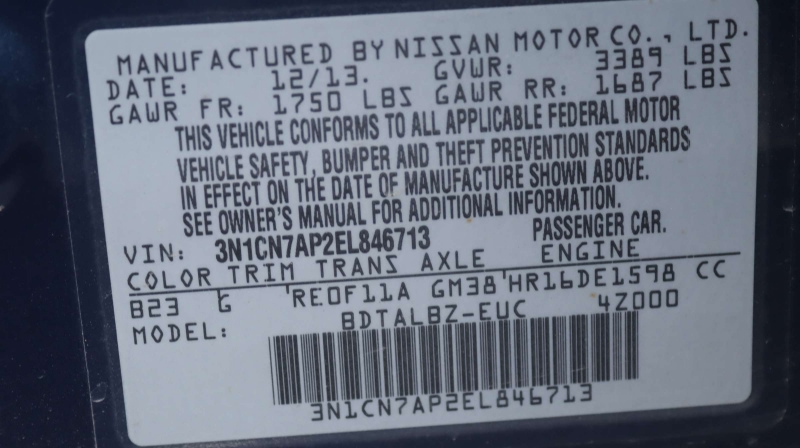 MANUFACTURED BY NISSAN MOTOR CO., LTD.
DATE: 12/13. GVWR: 3389 LBS
GAWR FR: 1750 LBS GAWR RR: 1687 LBS
THIS VEHICLE CONFORMS TO ALL APPLICABLE FEDERAL MOTOR
VEHICLE SAFETY, BUMPER AND THEFT PREVENTION STANDARDS
IN EFFECT ON THE DATE OF MANUFACTURE SHOWN ABOVE.
SEE OWNER'S MANUAL FOR ADDITIONAL INFORMATION.
VIN: 3N1CN7AP2EL846713 PASSENGER CAR.
COLOR TRIM TRANS AXLE ENGINE
B23 G RE0F11A GM38 HR16DE1598 CC
MODEL: BDTALBZ-EUC 4Z000
3N1CN7AP2EL846713